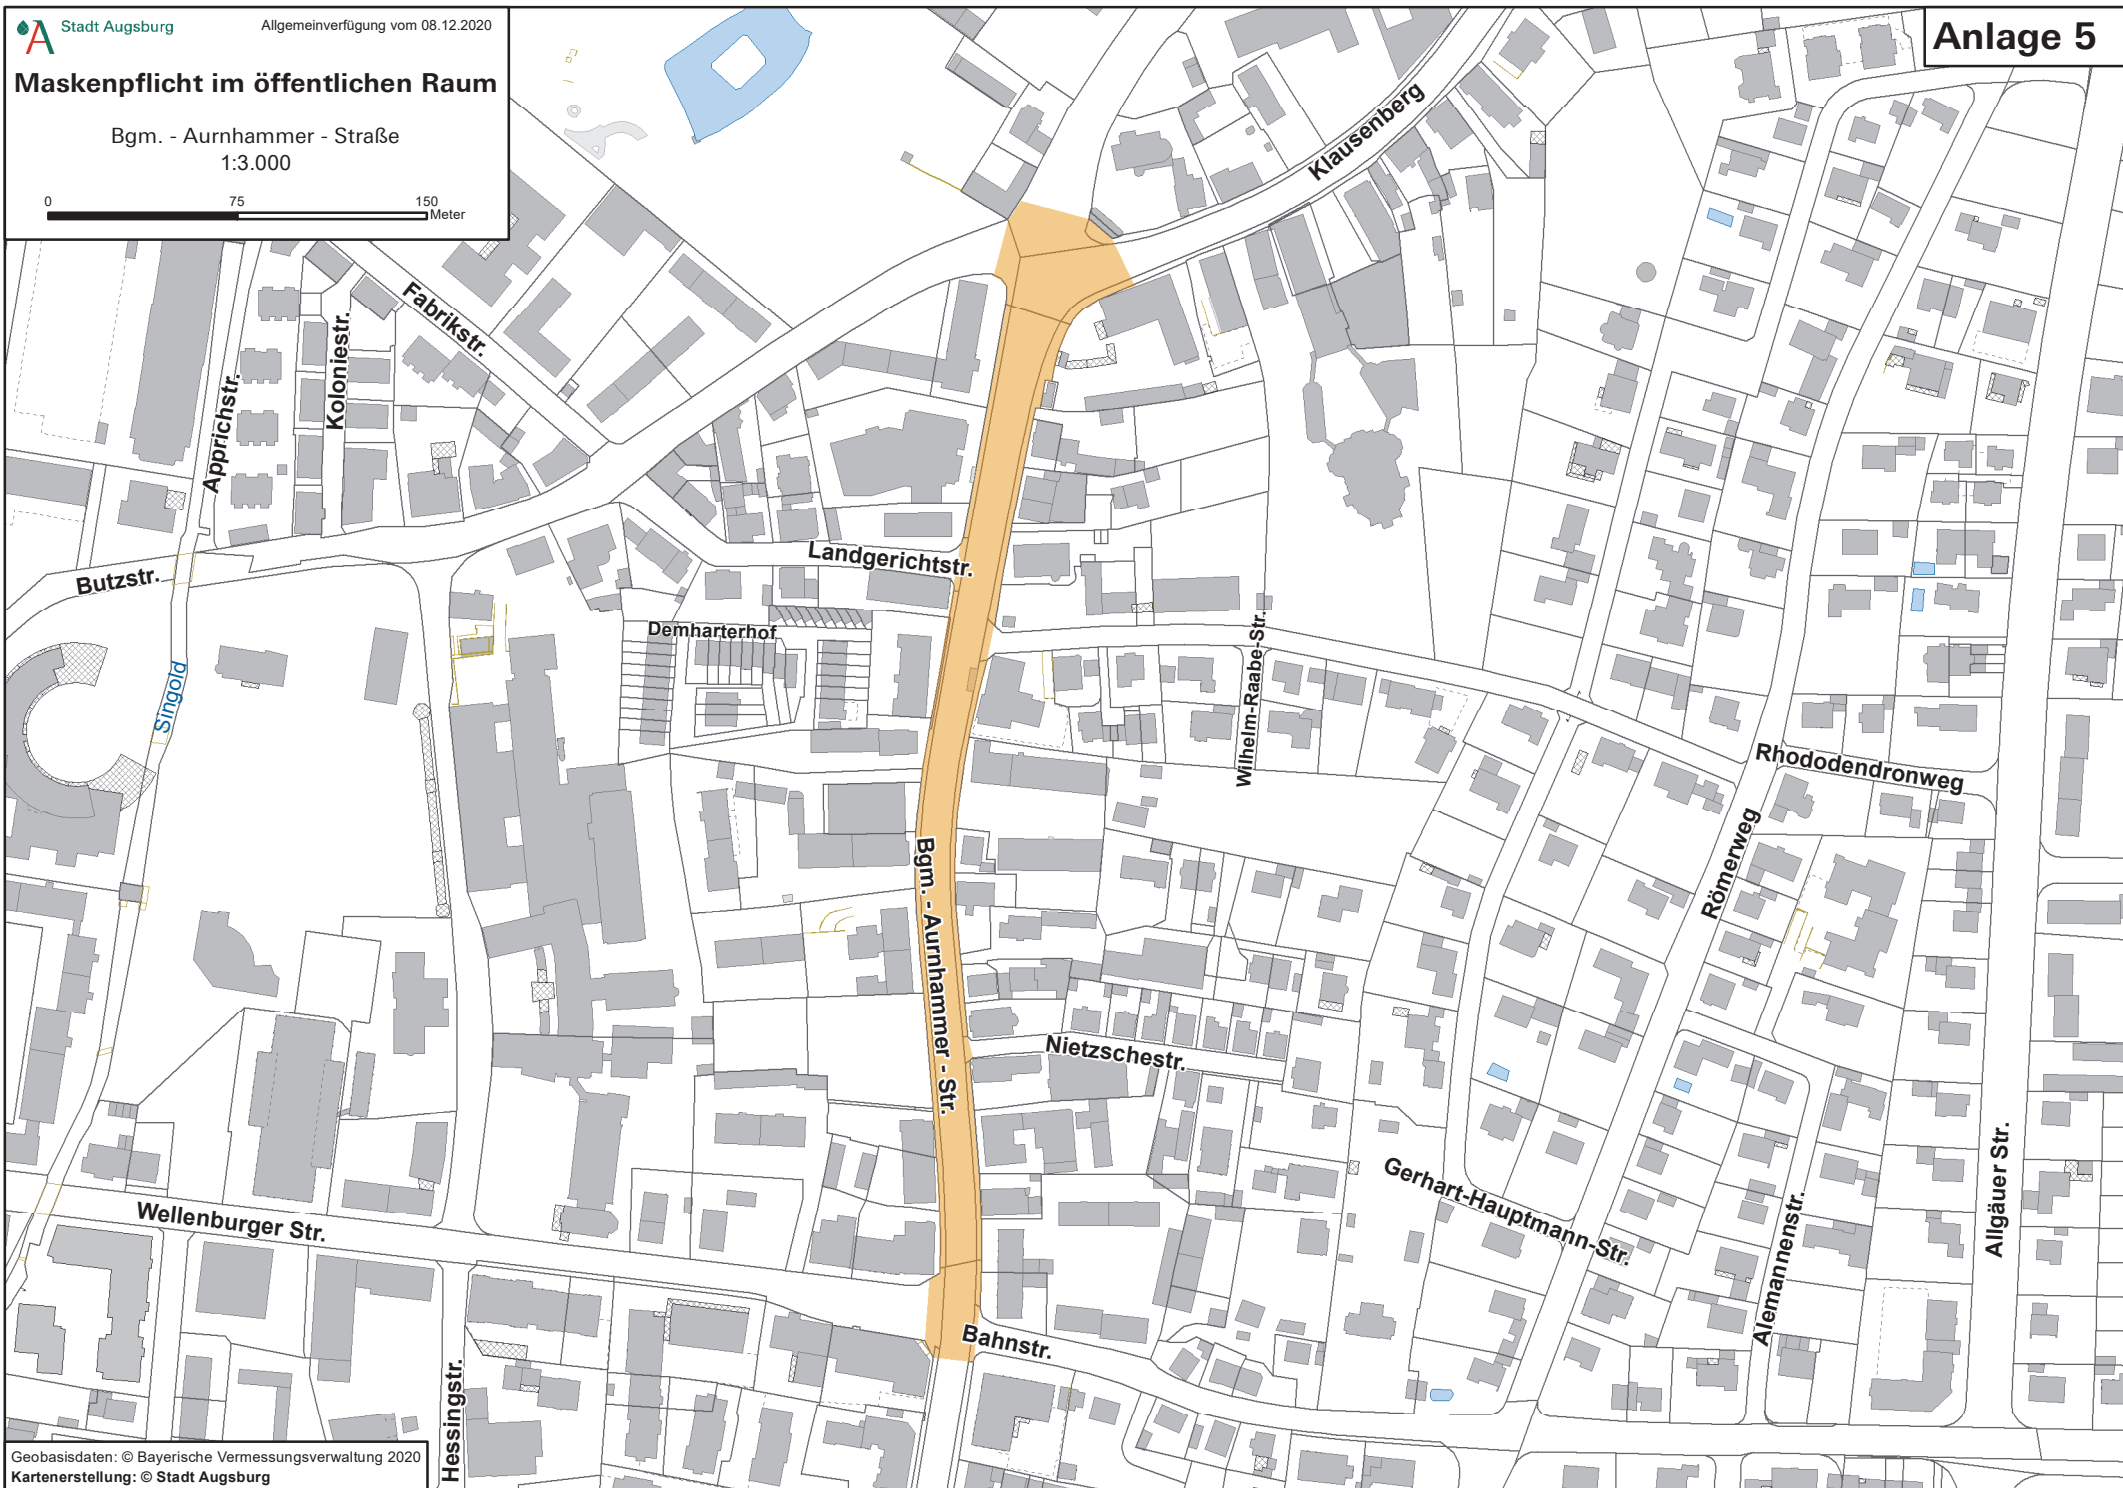 Stadt Augsburg
Allgemeinverfügung vom 08.12.2020
Maskenpflicht im öffentlichen Raum
Bgm. - Aurnhammer - Straße
1:3.000
0 75 150
Meter
Anlage 5
Klausenberg
Fabrikstr.
Koloniestr.
Apprichstr.
Butzstr.
Landgerichtstr.
Demharterhof
Singold
Wilhelm-Raabe-Str.
Rhododendronweg
Römerweg
Bgm. - Aurnhammer - Str.
Nietzschestr.
Gerhart-Hauptmann-Str.
Allgäuer Str.
Alemannenstr.
Wellenburger Str.
Bahnstr.
Hessingstr.
Geobasisdaten: © Bayerische Vermessungsverwaltung 2020
Kartenerstellung: © Stadt Augsburg